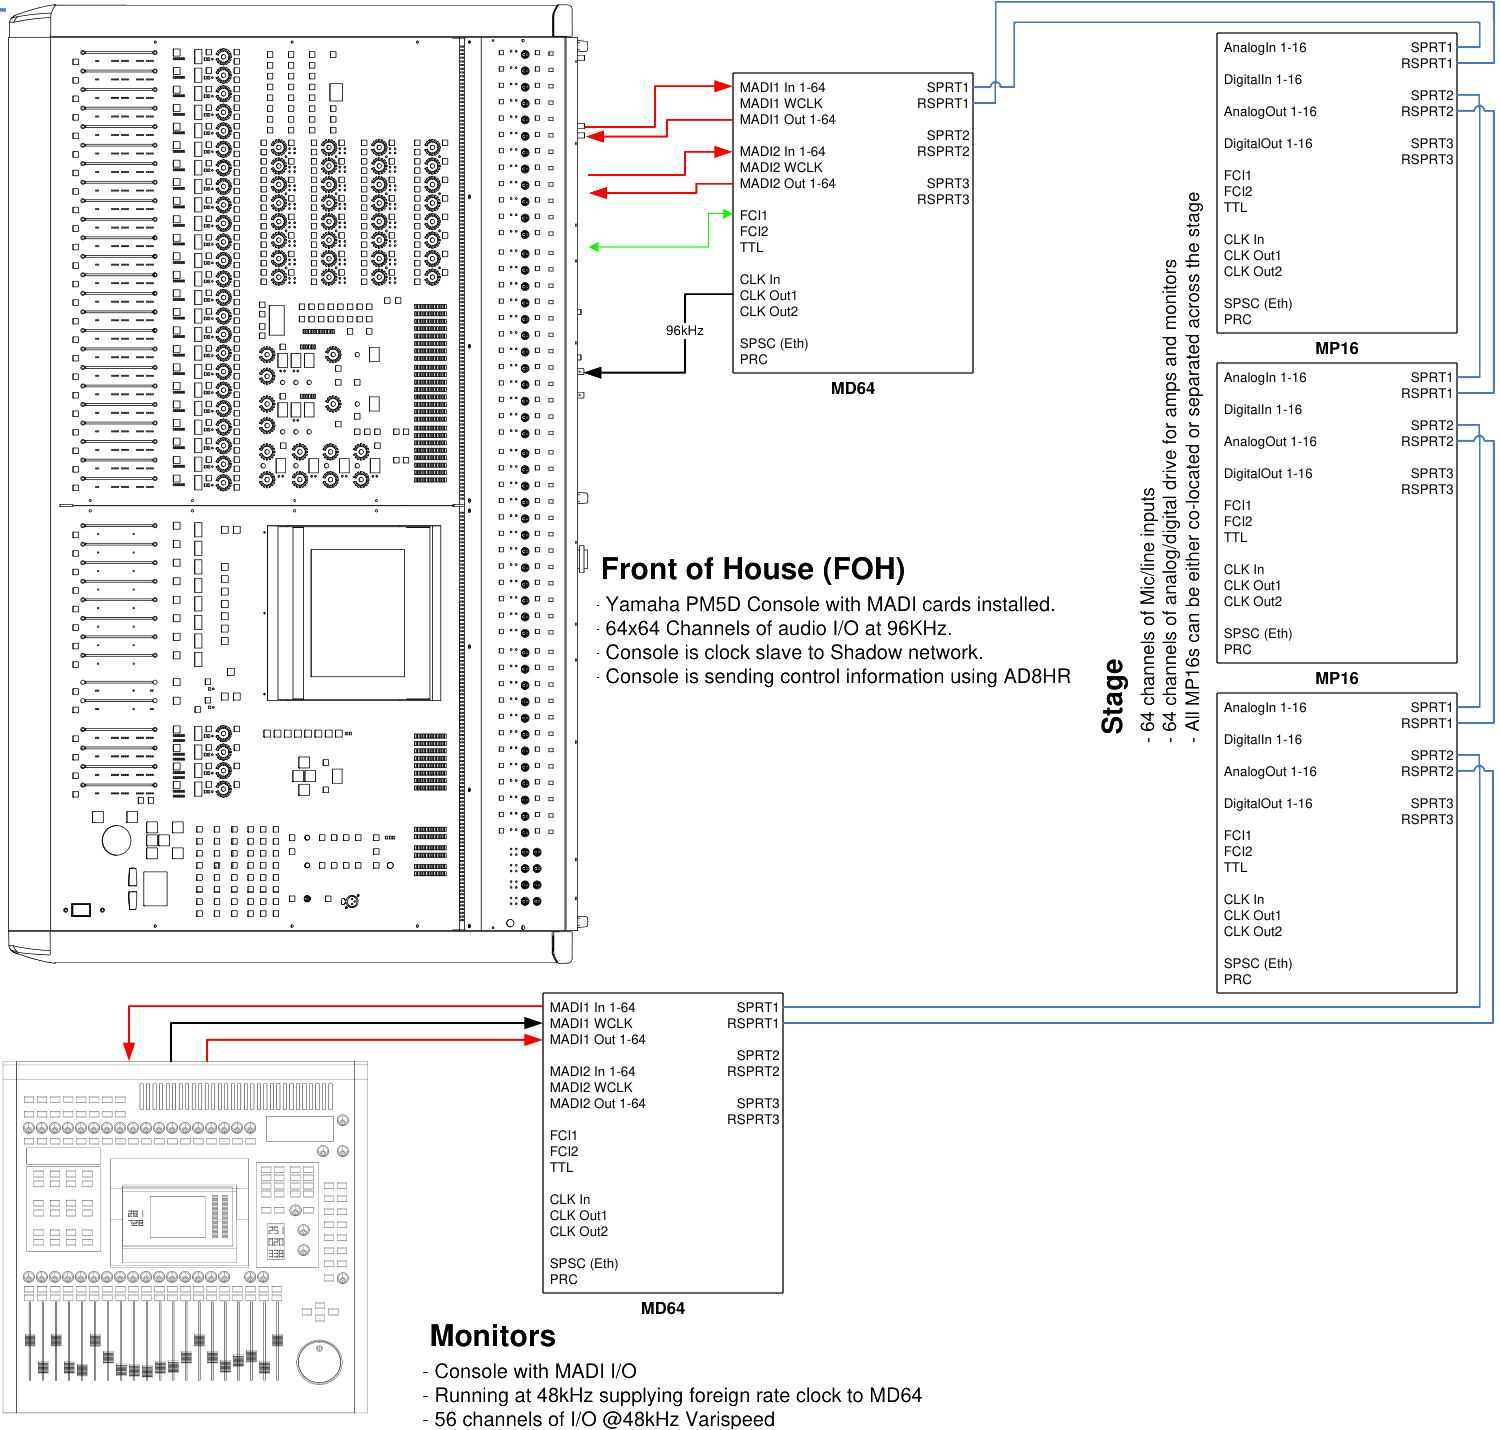 MADI1 In 1-64
MADI1 WCLK
MADI1 Out 1-64
MADI2 In 1-64
MADI2 WCLK
MADI2 Out 1-64
FCI1
FCI2
TTL
CLK In
CLK Out1
CLK Out2
SPSC (Eth)
PRC
SPRT1
RSPRT1
SPRT2
RSPRT2
SPRT3
RSPRT3
MD64
96kHz
AnalogIn 1-16
DigitalIn 1-16
AnalogOut 1-16
DigitalOut 1-16
FCI1
FCI2
TTL
CLK In
CLK Out1
CLK Out2
SPSC (Eth)
PRC
SPRT1
RSPRT1
SPRT2
RSPRT2
SPRT3
RSPRT3
MP16
AnalogIn 1-16
DigitalIn 1-16
AnalogOut 1-16
DigitalOut 1-16
FCI1
FCI2
TTL
CLK In
CLK Out1
CLK Out2
SPSC (Eth)
PRC
SPRT1
RSPRT1
SPRT2
RSPRT2
SPRT3
RSPRT3
MP16
AnalogIn 1-16
DigitalIn 1-16
AnalogOut 1-16
DigitalOut 1-16
FCI1
FCI2
TTL
CLK In
CLK Out1
CLK Out2
SPSC (Eth)
PRC
SPRT1
RSPRT1
SPRT2
RSPRT2
SPRT3
RSPRT3
Front of House (FOH)
- Yamaha PM5D Console with MADI cards installed.
- 64x64 Channels of audio I/O at 96KHz.
- Console is clock slave to Shadow network.
- Console is sending control information using AD8HR
Stage
- 64 channels of Mic/line inputs
- 64 channels of analog/digital drive for amps and monitors
- All MP16s can be either co-located or separated across the stage
MADI1 In 1-64
MADI1 WCLK
MADI1 Out 1-64
MADI2 In 1-64
MADI2 WCLK
MADI2 Out 1-64
FCI1
FCI2
TTL
CLK In
CLK Out1
CLK Out2
SPSC (Eth)
PRC
SPRT1
RSPRT1
SPRT2
RSPRT2
SPRT3
RSPRT3
MD64
281
728
251
020
338
Monitors
- Console with MADI I/O
- Running at 48kHz supplying foreign rate clock to MD64
- 56 channels of I/O @48kHz Varispeed